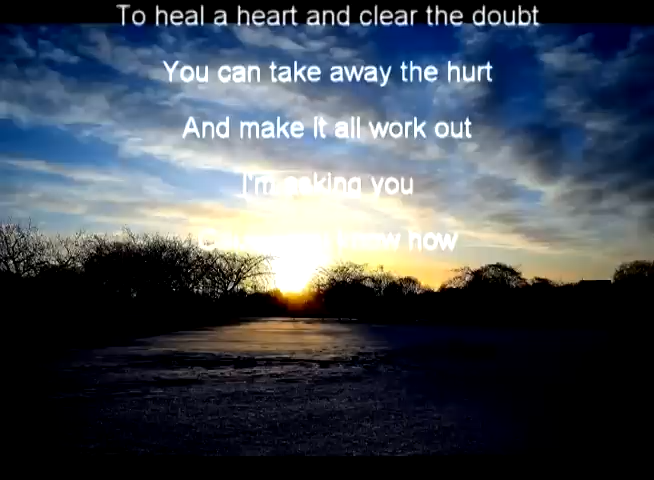 To heal a heart and clear the doubt
You can take away the hurt
And make it all work out
I'm asking you
know how